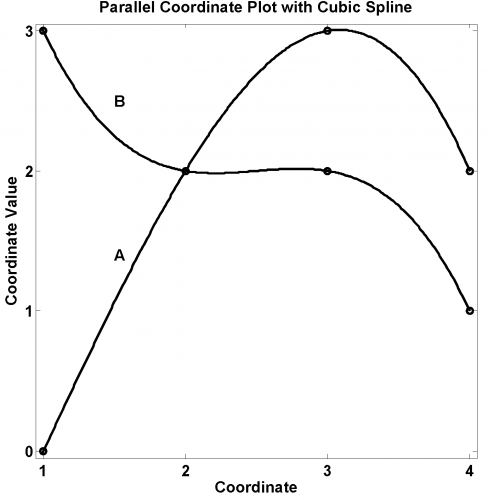 Parallel Coordinate Plot with Cubic Spline
3
B
2
Coordinate Value
A
1
0
1 2 3 4
Coordinate